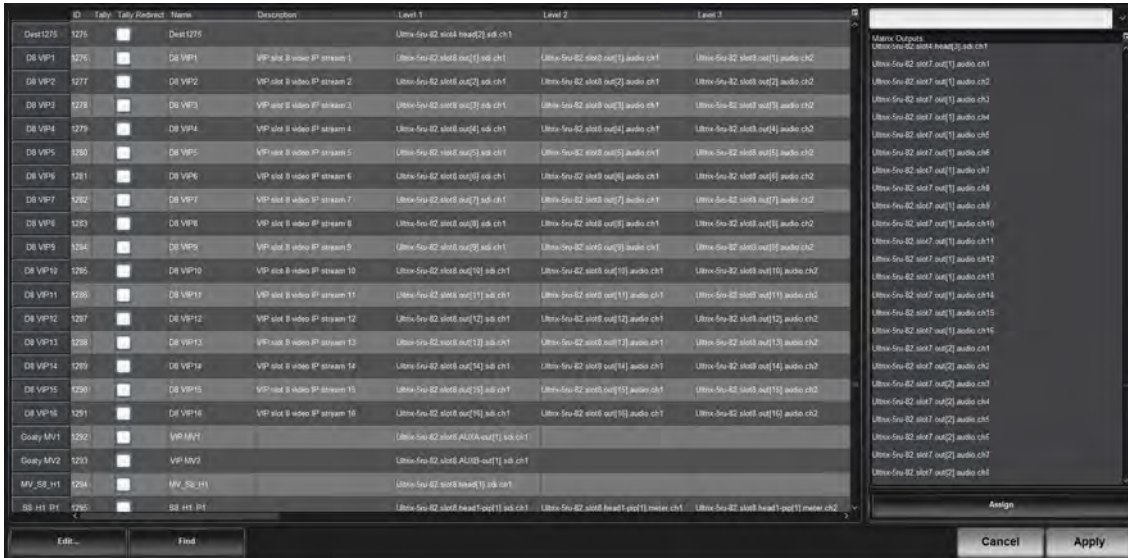 ID Tally Tally Redirect Name Description Level 1 Level 2 Level 3
Dest1275 1275 Dest1275 Ultrix-5ru-82.slot4.head[2].sdi.ch1
D8 VIP1 1276 D8 VIP1 VIP slot 8 video IP stream 1 Ultrix-5ru-82.slot8.out[1].sdi.ch1 Ultrix-5ru-82.slot8.out[1].audio.ch1 Ultrix-5ru-82.slot8.out[1].audio.ch2
D8 VIP2 1277 D8 VIP2 VIP slot 8 video IP stream 2 Ultrix-5ru-82.slot8.out[2].sdi.ch1 Ultrix-5ru-82.slot8.out[2].audio.ch1 Ultrix-5ru-82.slot8.out[2].audio.ch2
D8 VIP3 1278 D8 VIP3 VIP slot 8 video IP stream 3 Ultrix-5ru-82.slot8.out[3].sdi.ch1 Ultrix-5ru-82.slot8.out[3].audio.ch1 Ultrix-5ru-82.slot8.out[3].audio.ch2
D8 VIP4 1279 D8 VIP4 VIP slot 8 video IP stream 4 Ultrix-5ru-82.slot8.out[4].sdi.ch1 Ultrix-5ru-82.slot8.out[4].audio.ch1 Ultrix-5ru-82.slot8.out[4].audio.ch2
D8 VIP5 1280 D8 VIP5 VIP slot 8 video IP stream 5 Ultrix-5ru-82.slot8.out[5].sdi.ch1 Ultrix-5ru-82.slot8.out[5].audio.ch1 Ultrix-5ru-82.slot8.out[5].audio.ch2
D8 VIP6 1281 D8 VIP6 VIP slot 8 video IP stream 6 Ultrix-5ru-82.slot8.out[6].sdi.ch1 Ultrix-5ru-82.slot8.out[6].audio.ch1 Ultrix-5ru-82.slot8.out[6].audio.ch2
D8 VIP7 1282 D8 VIP7 VIP slot 8 video IP stream 7 Ultrix-5ru-82.slot8.out[7].sdi.ch1 Ultrix-5ru-82.slot8.out[7].audio.ch1 Ultrix-5ru-82.slot8.out[7].audio.ch2
D8 VIP8 1283 D8 VIP8 VIP slot 8 video IP stream 8 Ultrix-5ru-82.slot8.out[8].sdi.ch1 Ultrix-5ru-82.slot8.out[8].audio.ch1 Ultrix-5ru-82.slot8.out[8].audio.ch2
D8 VIP9 1284 D8 VIP9 VIP slot 8 video IP stream 9 Ultrix-5ru-82.slot8.out[9].sdi.ch1 Ultrix-5ru-82.slot8.out[9].audio.ch1 Ultrix-5ru-82.slot8.out[9].audio.ch2
D8 VIP10 1285 D8 VIP10 VIP slot 8 video IP stream 10 Ultrix-5ru-82.slot8.out[10].sdi.ch1 Ultrix-5ru-82.slot8.out[10].audio.ch1 Ultrix-5ru-82.slot8.out[10].audio.ch2
D8 VIP11 1286 D8 VIP11 VIP slot 8 video IP stream 11 Ultrix-5ru-82.slot8.out[11].sdi.ch1 Ultrix-5ru-82.slot8.out[11].audio.ch1 Ultrix-5ru-82.slot8.out[11].audio.ch2
D8 VIP12 1287 D8 VIP12 VIP slot 8 video IP stream 12 Ultrix-5ru-82.slot8.out[12].sdi.ch1 Ultrix-5ru-82.slot8.out[12].audio.ch1 Ultrix-5ru-82.slot8.out[12].audio.ch2
D8 VIP13 1288 D8 VIP13 VIP slot 8 video IP stream 13 Ultrix-5ru-82.slot8.out[13].sdi.ch1 Ultrix-5ru-82.slot8.out[13].audio.ch1 Ultrix-5ru-82.slot8.out[13].audio.ch2
D8 VIP14 1289 D8 VIP14 VIP slot 8 video IP stream 14 Ultrix-5ru-82.slot8.out[14].sdi.ch1 Ultrix-5ru-82.slot8.out[14].audio.ch1 Ultrix-5ru-82.slot8.out[14].audio.ch2
D8 VIP15 1290 D8 VIP15 VIP slot 8 video IP stream 15 Ultrix-5ru-82.slot8.out[15].sdi.ch1 Ultrix-5ru-82.slot8.out[15].audio.ch1 Ultrix-5ru-82.slot8.out[15].audio.ch2
D8 VIP16 1291 D8 VIP16 VIP slot 8 video IP stream 16 Ultrix-5ru-82.slot8.out[16].sdi.ch1 Ultrix-5ru-82.slot8.out[16].audio.ch1 Ultrix-5ru-82.slot8.out[16].audio.ch2
Goaty MV1 1292 VIP MV1 Ultrix-5ru-82.slot8.AUXA-out[1].sdi.ch1
Goaty MV2 1293 VIP MV2 Ultrix-5ru-82.slot8.AUXB-out[1].sdi.ch1
MV_S8_H1 1294 MV_S8_H1 Ultrix-5ru-82.slot8.head[1].sdi.ch1
S8_H1_P1 1295 S8_H1_P1 Ultrix-5ru-82.slot8.head1-pip[1].sdi.ch1 Ultrix-5ru-82.slot8.head1-pip[1].meter.ch1 Ultrix-5ru-82.slot8.head1-pip[1].meter.ch2
Edit... Find
Matrix Outputs
Ultrix-5ru-82.slot4.head[3].sdi.ch1
Ultrix-5ru-82.slot7.out[1].audio.ch1
Ultrix-5ru-82.slot7.out[1].audio.ch2
Ultrix-5ru-82.slot7.out[1].audio.ch3
Ultrix-5ru-82.slot7.out[1].audio.ch4
Ultrix-5ru-82.slot7.out[1].audio.ch5
Ultrix-5ru-82.slot7.out[1].audio.ch6
Ultrix-5ru-82.slot7.out[1].audio.ch7
Ultrix-5ru-82.slot7.out[1].audio.ch8
Ultrix-5ru-82.slot7.out[1].audio.ch9
Ultrix-5ru-82.slot7.out[1].audio.ch10
Ultrix-5ru-82.slot7.out[1].audio.ch11
Ultrix-5ru-82.slot7.out[1].audio.ch12
Ultrix-5ru-82.slot7.out[1].audio.ch13
Ultrix-5ru-82.slot7.out[1].audio.ch14
Ultrix-5ru-82.slot7.out[1].audio.ch15
Ultrix-5ru-82.slot7.out[1].audio.ch16
Ultrix-5ru-82.slot7.out[2].audio.ch1
Ultrix-5ru-82.slot7.out[2].audio.ch2
Ultrix-5ru-82.slot7.out[2].audio.ch3
Ultrix-5ru-82.slot7.out[2].audio.ch4
Ultrix-5ru-82.slot7.out[2].audio.ch5
Ultrix-5ru-82.slot7.out[2].audio.ch6
Ultrix-5ru-82.slot7.out[2].audio.ch7
Ultrix-5ru-82.slot7.out[2].audio.ch8
Assign
Cancel Apply